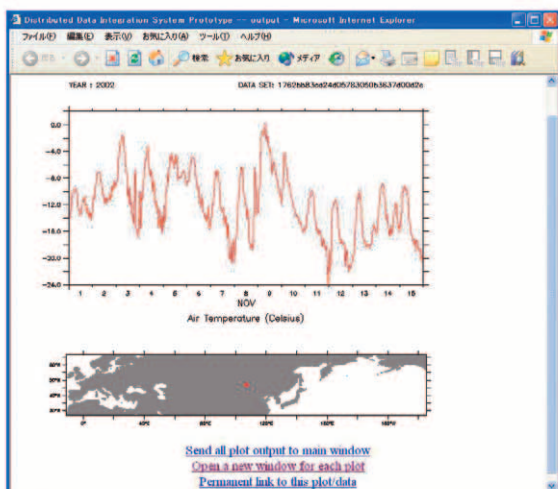 Distributed Data Integration System Prototype -- output - Microsoft Internet Explorer
ファイル(F) 編集(E) 表示(V) お気に入り(A) ツール(T) ヘルプ(H)
検索 お気に入り メディア
YEAR : 2002 DATA SET:
0.0
-4.0
-8.0
-12.0
-16.0
-20.0
-24.0
1 2 3 4 5 6 7 8 9 10 11 12 13 14 15
NOV
Air Temperature (Celsius)
Send all plot output to main window
Open a new window for each plot
Permanent link to this plot/data